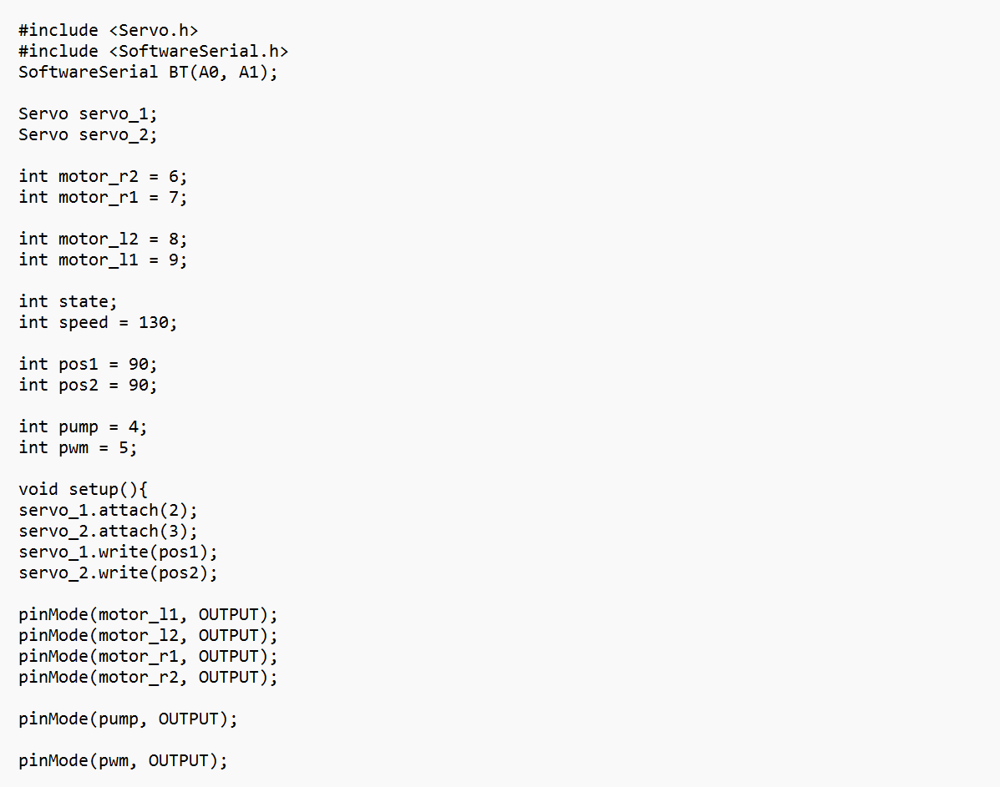 #include <Servo.h>
#include <SoftwareSerial.h>
SoftwareSerial BT(A0, A1);

Servo servo_1;
Servo servo_2;

int motor_r2 = 6;
int motor_r1 = 7;

int motor_l2 = 8;
int motor_l1 = 9;

int state;
int speed = 130;

int pos1 = 90;
int pos2 = 90;

int pump = 4;
int pwm = 5;

void setup(){
servo_1.attach(2);
servo_2.attach(3);
servo_1.write(pos1);
servo_2.write(pos2);

pinMode(motor_l1, OUTPUT);
pinMode(motor_l2, OUTPUT);
pinMode(motor_r1, OUTPUT);
pinMode(motor_r2, OUTPUT);

pinMode(pump, OUTPUT);

pinMode(pwm, OUTPUT);